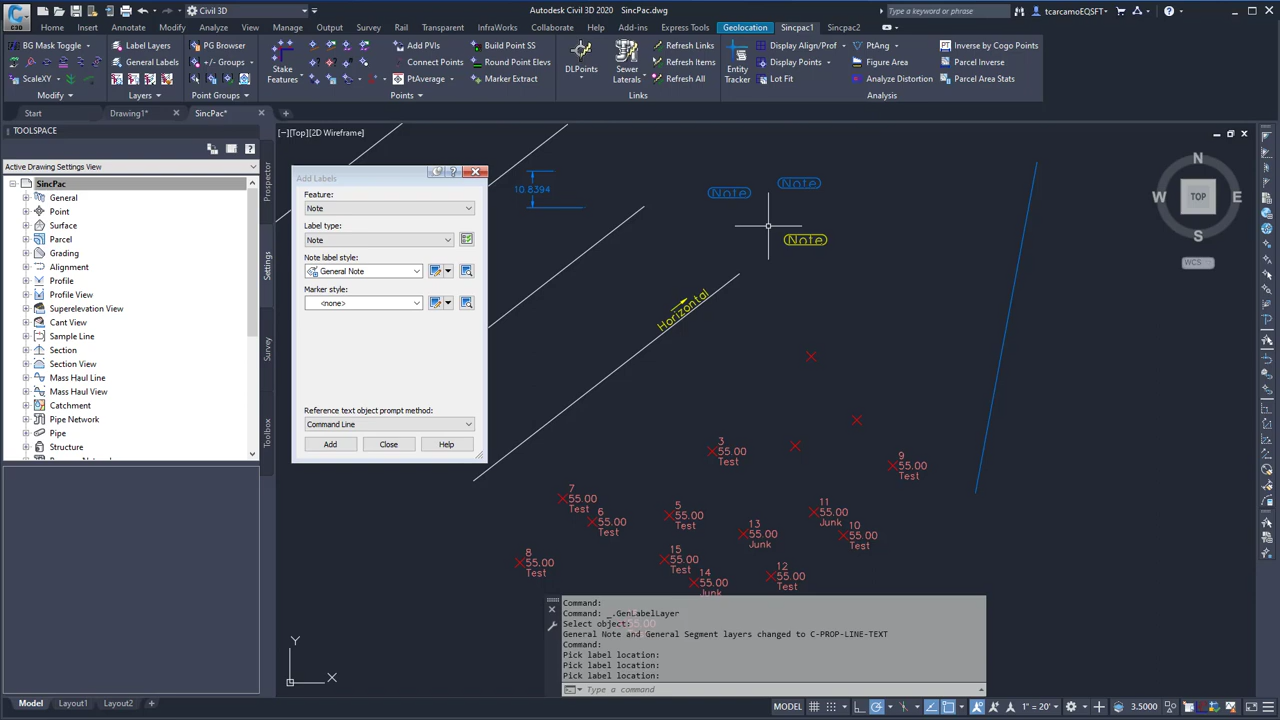 C3D
Civil 3D
Autodesk Civil 3D 2020 SincPac.dwg
Type a keyword or phrase
tcarcamoEQSFT
Home Insert Annotate Modify Analyze View Manage Output Survey Rail Transparent InfraWorks Collaborate Help Add-ins Express Tools Geolocation Sincpac1 Sincpac2
BG Mask Toggle
ScaleXY
Modify
Label Layers
General Labels
Layers
PG Browser
+/- Groups
Point Groups
Stake
Features
Add PVIs
Connect Points
PtAverage
Build Point SS
Round Point Elevs
Marker Extract
Points
DLPoints
Sewer
Laterals
Refresh Links
Refresh Items
Refresh All
Links
Entity
Tracker
Display Align/Prof
Display Points
Lot Fit
PtAng
Figure Area
Analyze Distortion
Inverse by Cogo Points
Parcel Inverse
Parcel Area Stats
Analysis
Start Drawing1* SincPac*
TOOLSPACE
Active Drawing Settings View
SincPac
General
Point
Surface
Parcel
Grading
Alignment
Profile
Profile View
Superelevation View
Cant View
Sample Line
Section
Section View
Mass Haul Line
Mass Haul View
Catchment
Pipe Network
Pipe
Structure
Prospector
Settings
Survey
Toolbox
[−][Top][2D Wireframe]
Add Labels
Feature:
Note
Label type:
Note
Note label style:
General Note
Marker style:
<none>
Reference text object prompt method:
Command Line
Add Close Help
10.8394
Note
Note
Note
Horizontal
N
W TOP E
S
WCS
3
55.00
Test
9
55.00
Test
7
55.00
Test
6
55.00
Test
5
55.00
Test
11
55.00
Junk
13
55.00
Junk
10
55.00
Test
8
55.00
Test
15
55.00
Test
14
55.00
Junk
12
55.00
Test
55.00
Y
X
Command:
Command: _.GenLabelLayer
Select object:
General Note and General Segment layers changed to C-PROP-LINE-TEXT
Command:
Pick label location:
Pick label location:
Pick label location:
Type a command
Model Layout1 Layout2 +
MODEL 1" = 20' 3.5000